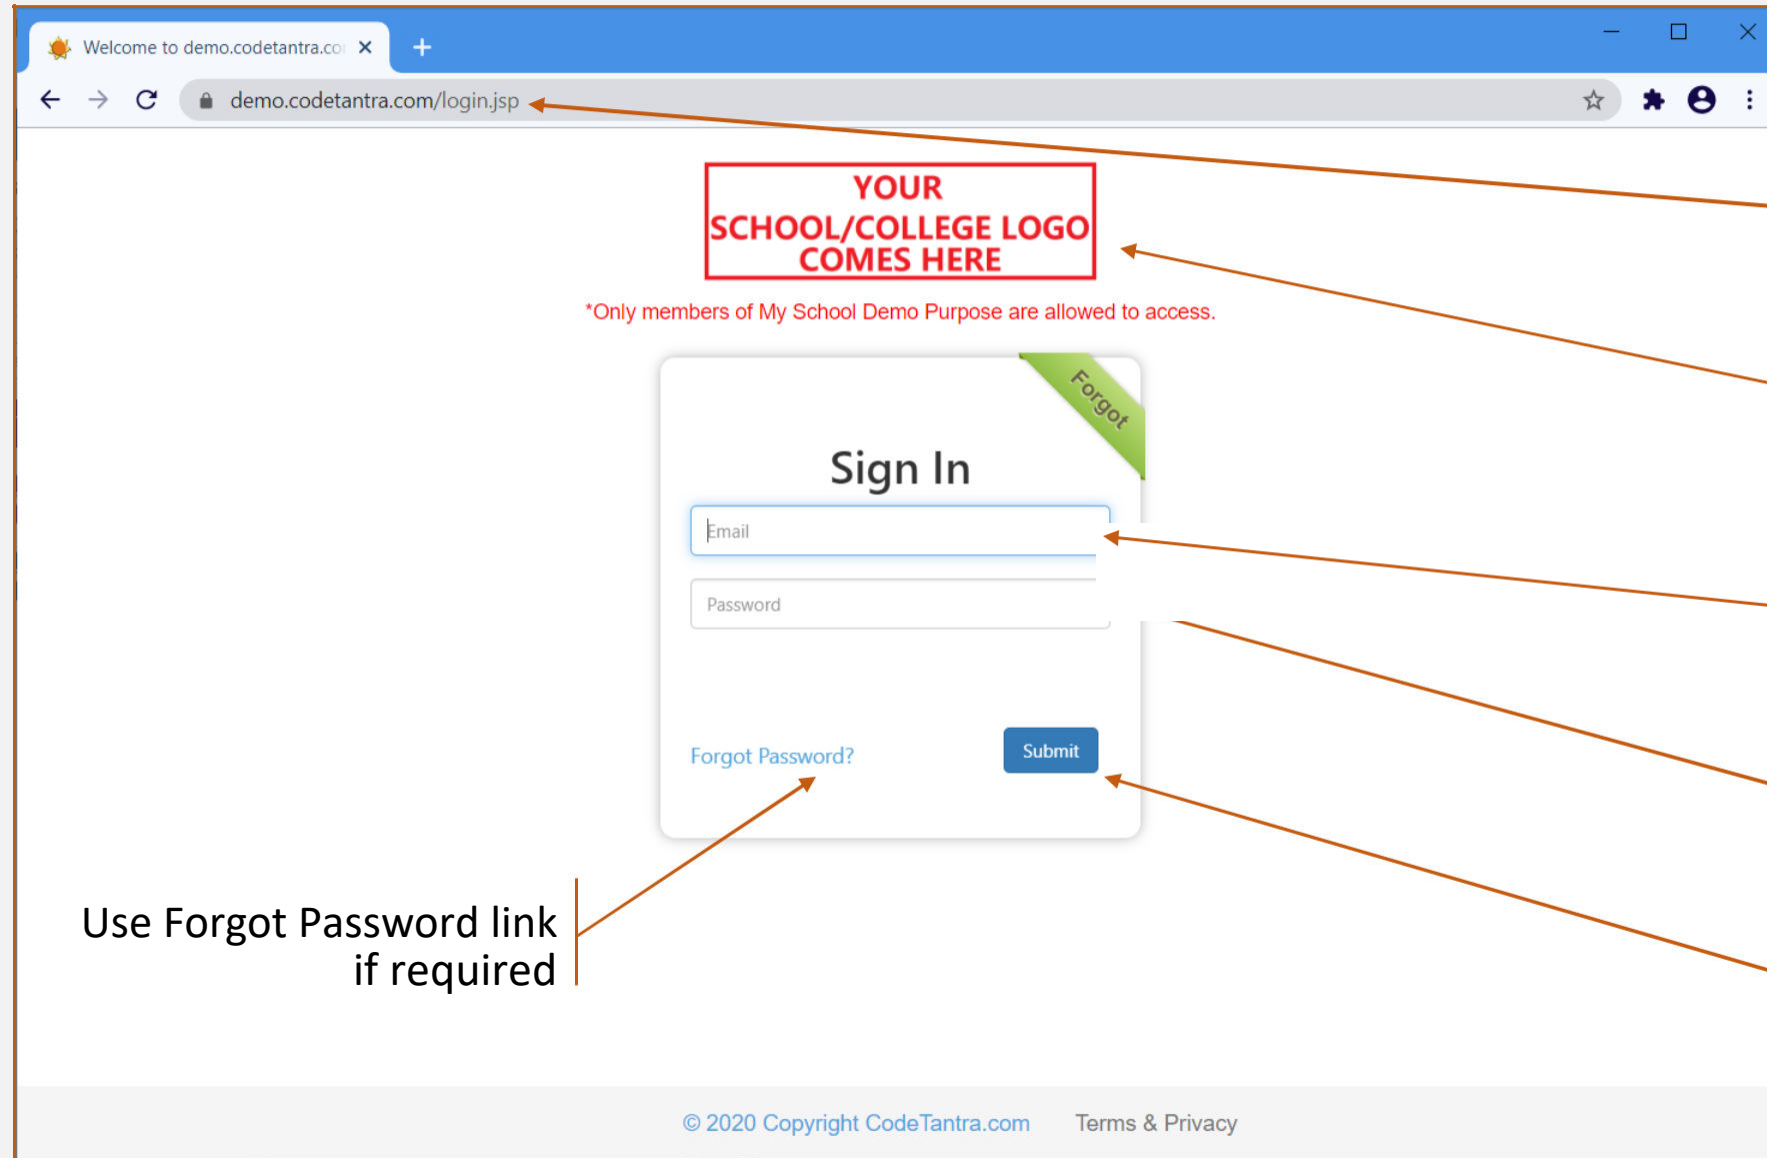 Welcome to demo.codetantra.co
demo.codetantra.com/login.jsp
YOUR
SCHOOL/COLLEGE LOGO
COMES HERE
*Only members of My School Demo Purpose are allowed to access.
Forgot
Sign In
Email
Password
Forgot Password?
Submit
Use Forgot Password link
if required
© 2020 Copyright CodeTantra.com
Terms & Privacy